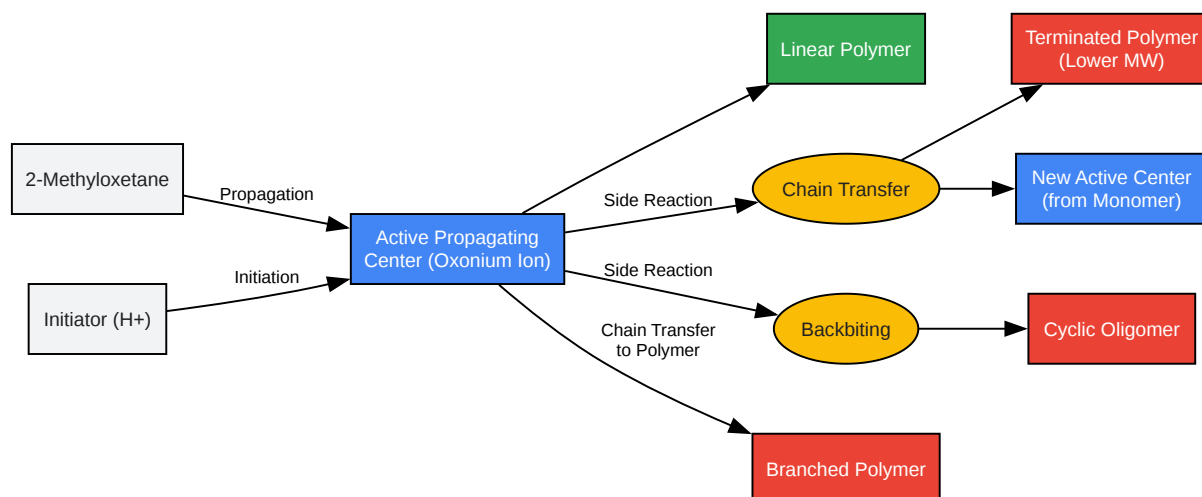 Linear Polymer
Terminated Polymer
(Lower MW)
2-Methyloxetane
Propagation
Side Reaction
Chain Transfer
New Active Center
(from Monomer)
Active Propagating
Center (Oxonium Ion)
Initiator (H+)
Initiation
Side Reaction
Backbiting
Cyclic Oligomer
Chain Transfer
to Polymer
Branched Polymer